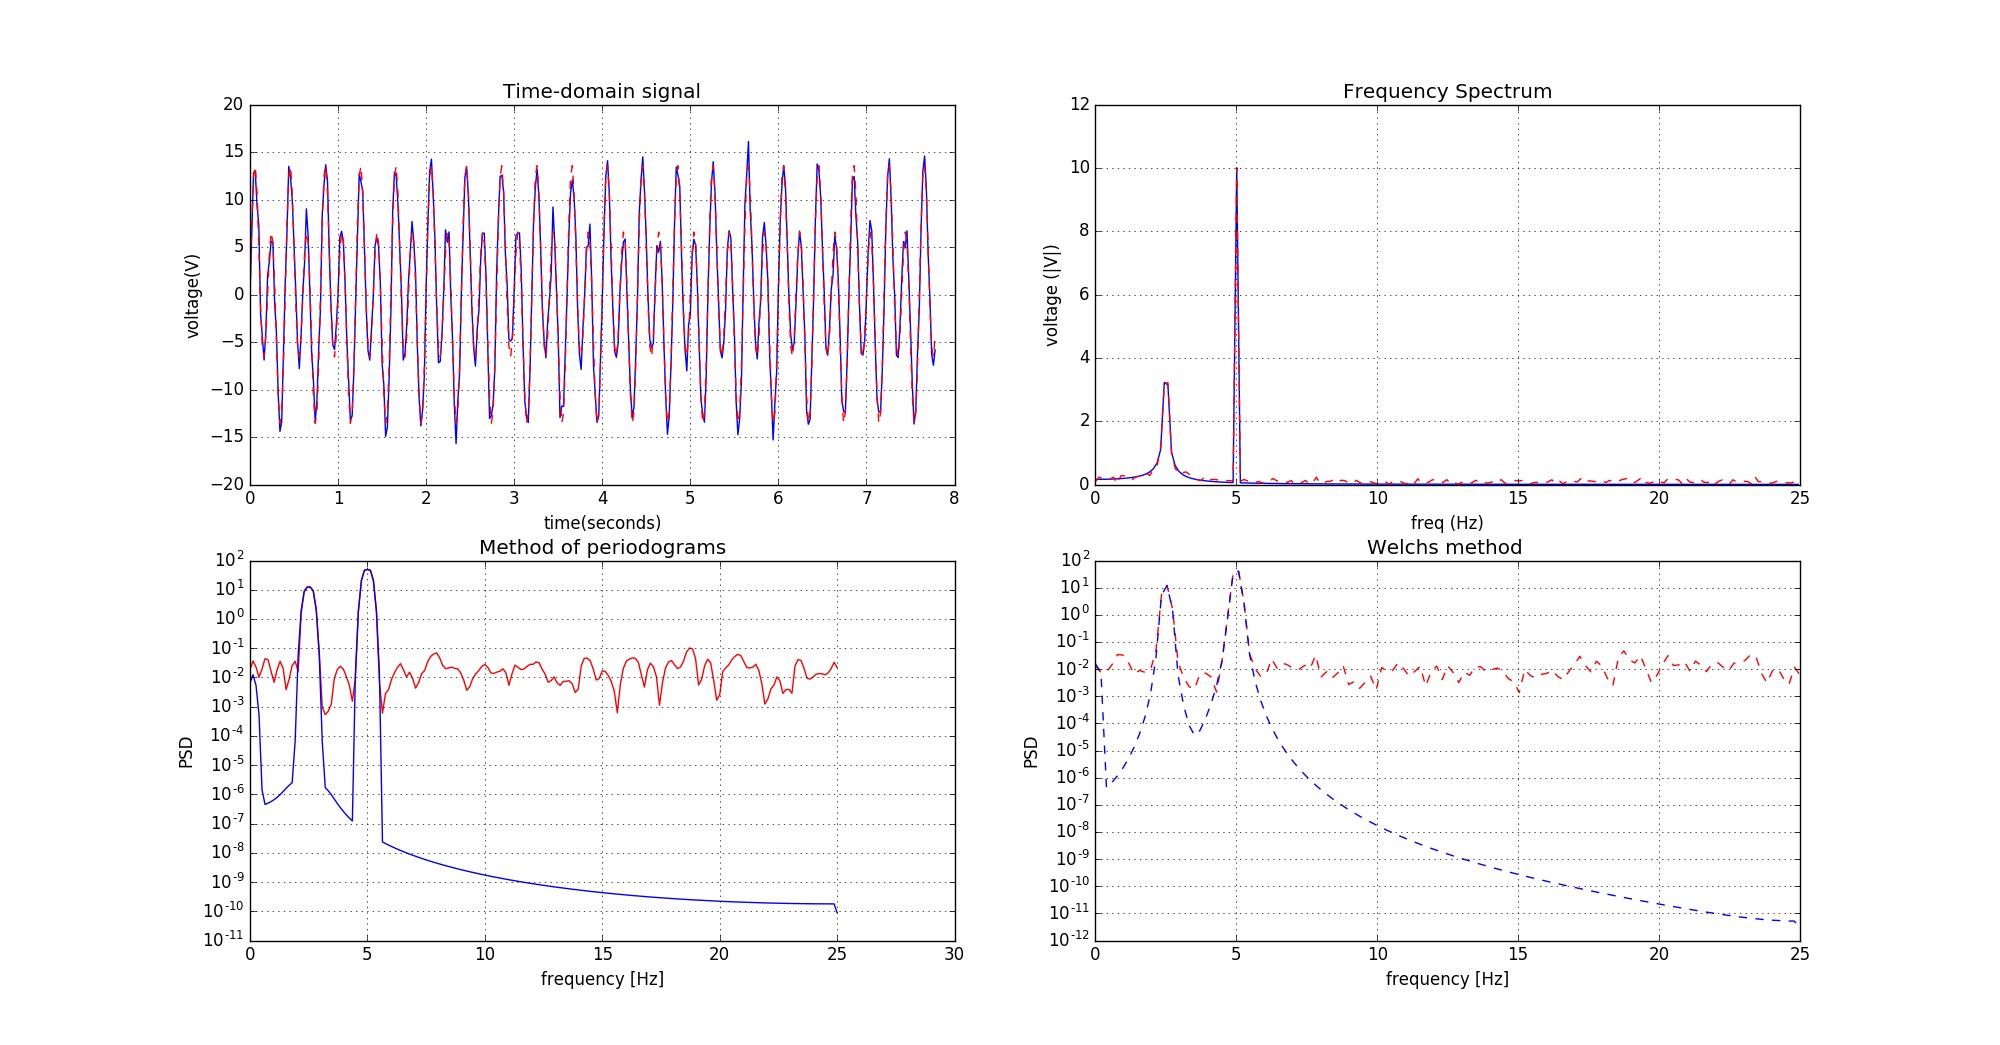 Time-domain signal
20
15
10
5
0
−5
−10
−15
−20
voltage(V)
0 1 2 3 4 5 6 7 8
time(seconds)
Frequency Spectrum
12
10
8
6
4
2
0
voltage (|V|)
0 5 10 15 20 25
freq (Hz)
Method of periodograms
10^2
10^1
10^0
10^-1
10^-2
10^-3
10^-4
10^-5
10^-6
10^-7
10^-8
10^-9
10^-10
10^-11
PSD
0 5 10 15 20 25 30
frequency [Hz]
Welchs method
10^2
10^1
10^0
10^-1
10^-2
10^-3
10^-4
10^-5
10^-6
10^-7
10^-8
10^-9
10^-10
10^-11
10^-12
PSD
0 5 10 15 20 25
frequency [Hz]